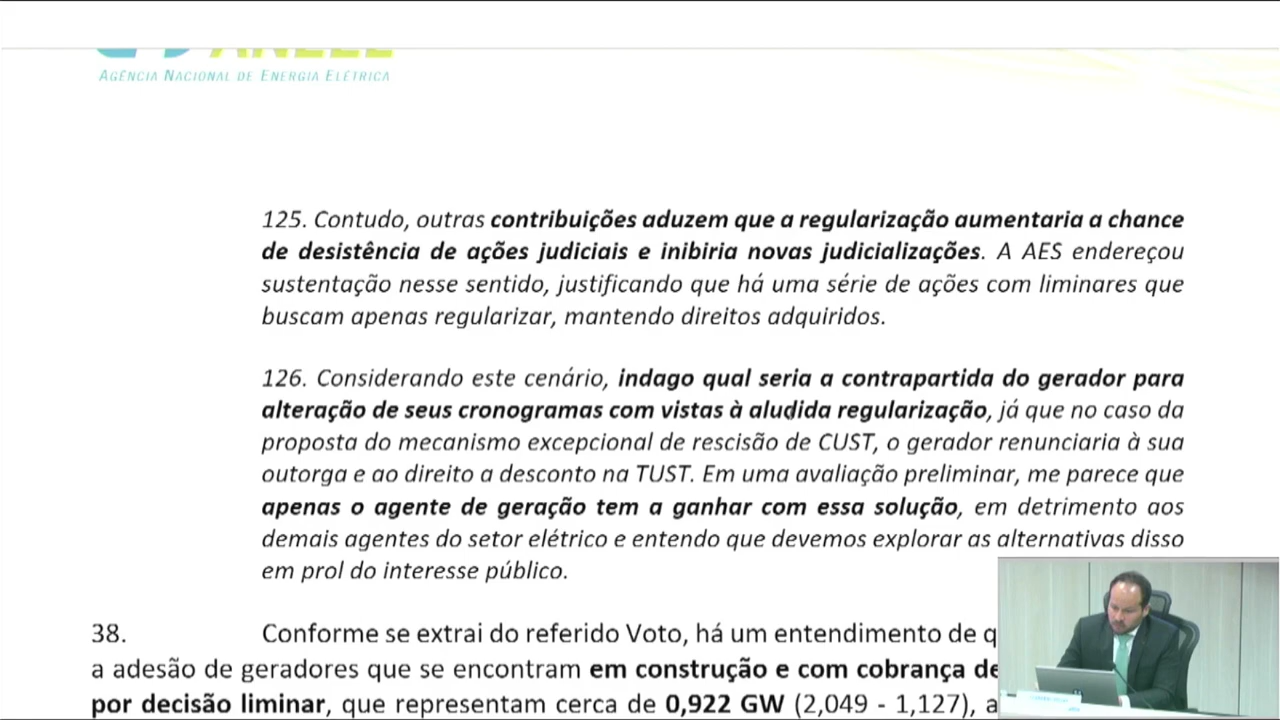 ANEEL
AGÊNCIA NACIONAL DE ENERGIA ELÉTRICA
125. Contudo, outras contribuições aduzem que a regularização aumentaria a chance
de desistência de ações judiciais e inibiria novas judicializações. A AES endereçou
sustentação nesse sentido, justificando que há uma série de ações com liminares que
buscam apenas regularizar, mantendo direitos adquiridos.
126. Considerando este cenário, indago qual seria a contrapartida do gerador para
alteração de seus cronogramas com vistas à aludida regularização, já que no caso da
proposta do mecanismo excepcional de rescisão de CUST, o gerador renunciaria à sua
outorga e ao direito a desconto na TUST. Em uma avaliação preliminar, me parece que
apenas o agente de geração tem a ganhar com essa solução, em detrimento aos
demais agentes do setor elétrico e entendo que devemos explorar as alternativas disso
em prol do interesse público.
38. Conforme se extrai do referido Voto, há um entendimento de q
a adesão de geradores que se encontram em construção e com cobrança de
por decisão liminar, que representam cerca de 0,922 GW (2,049 - 1,127), a